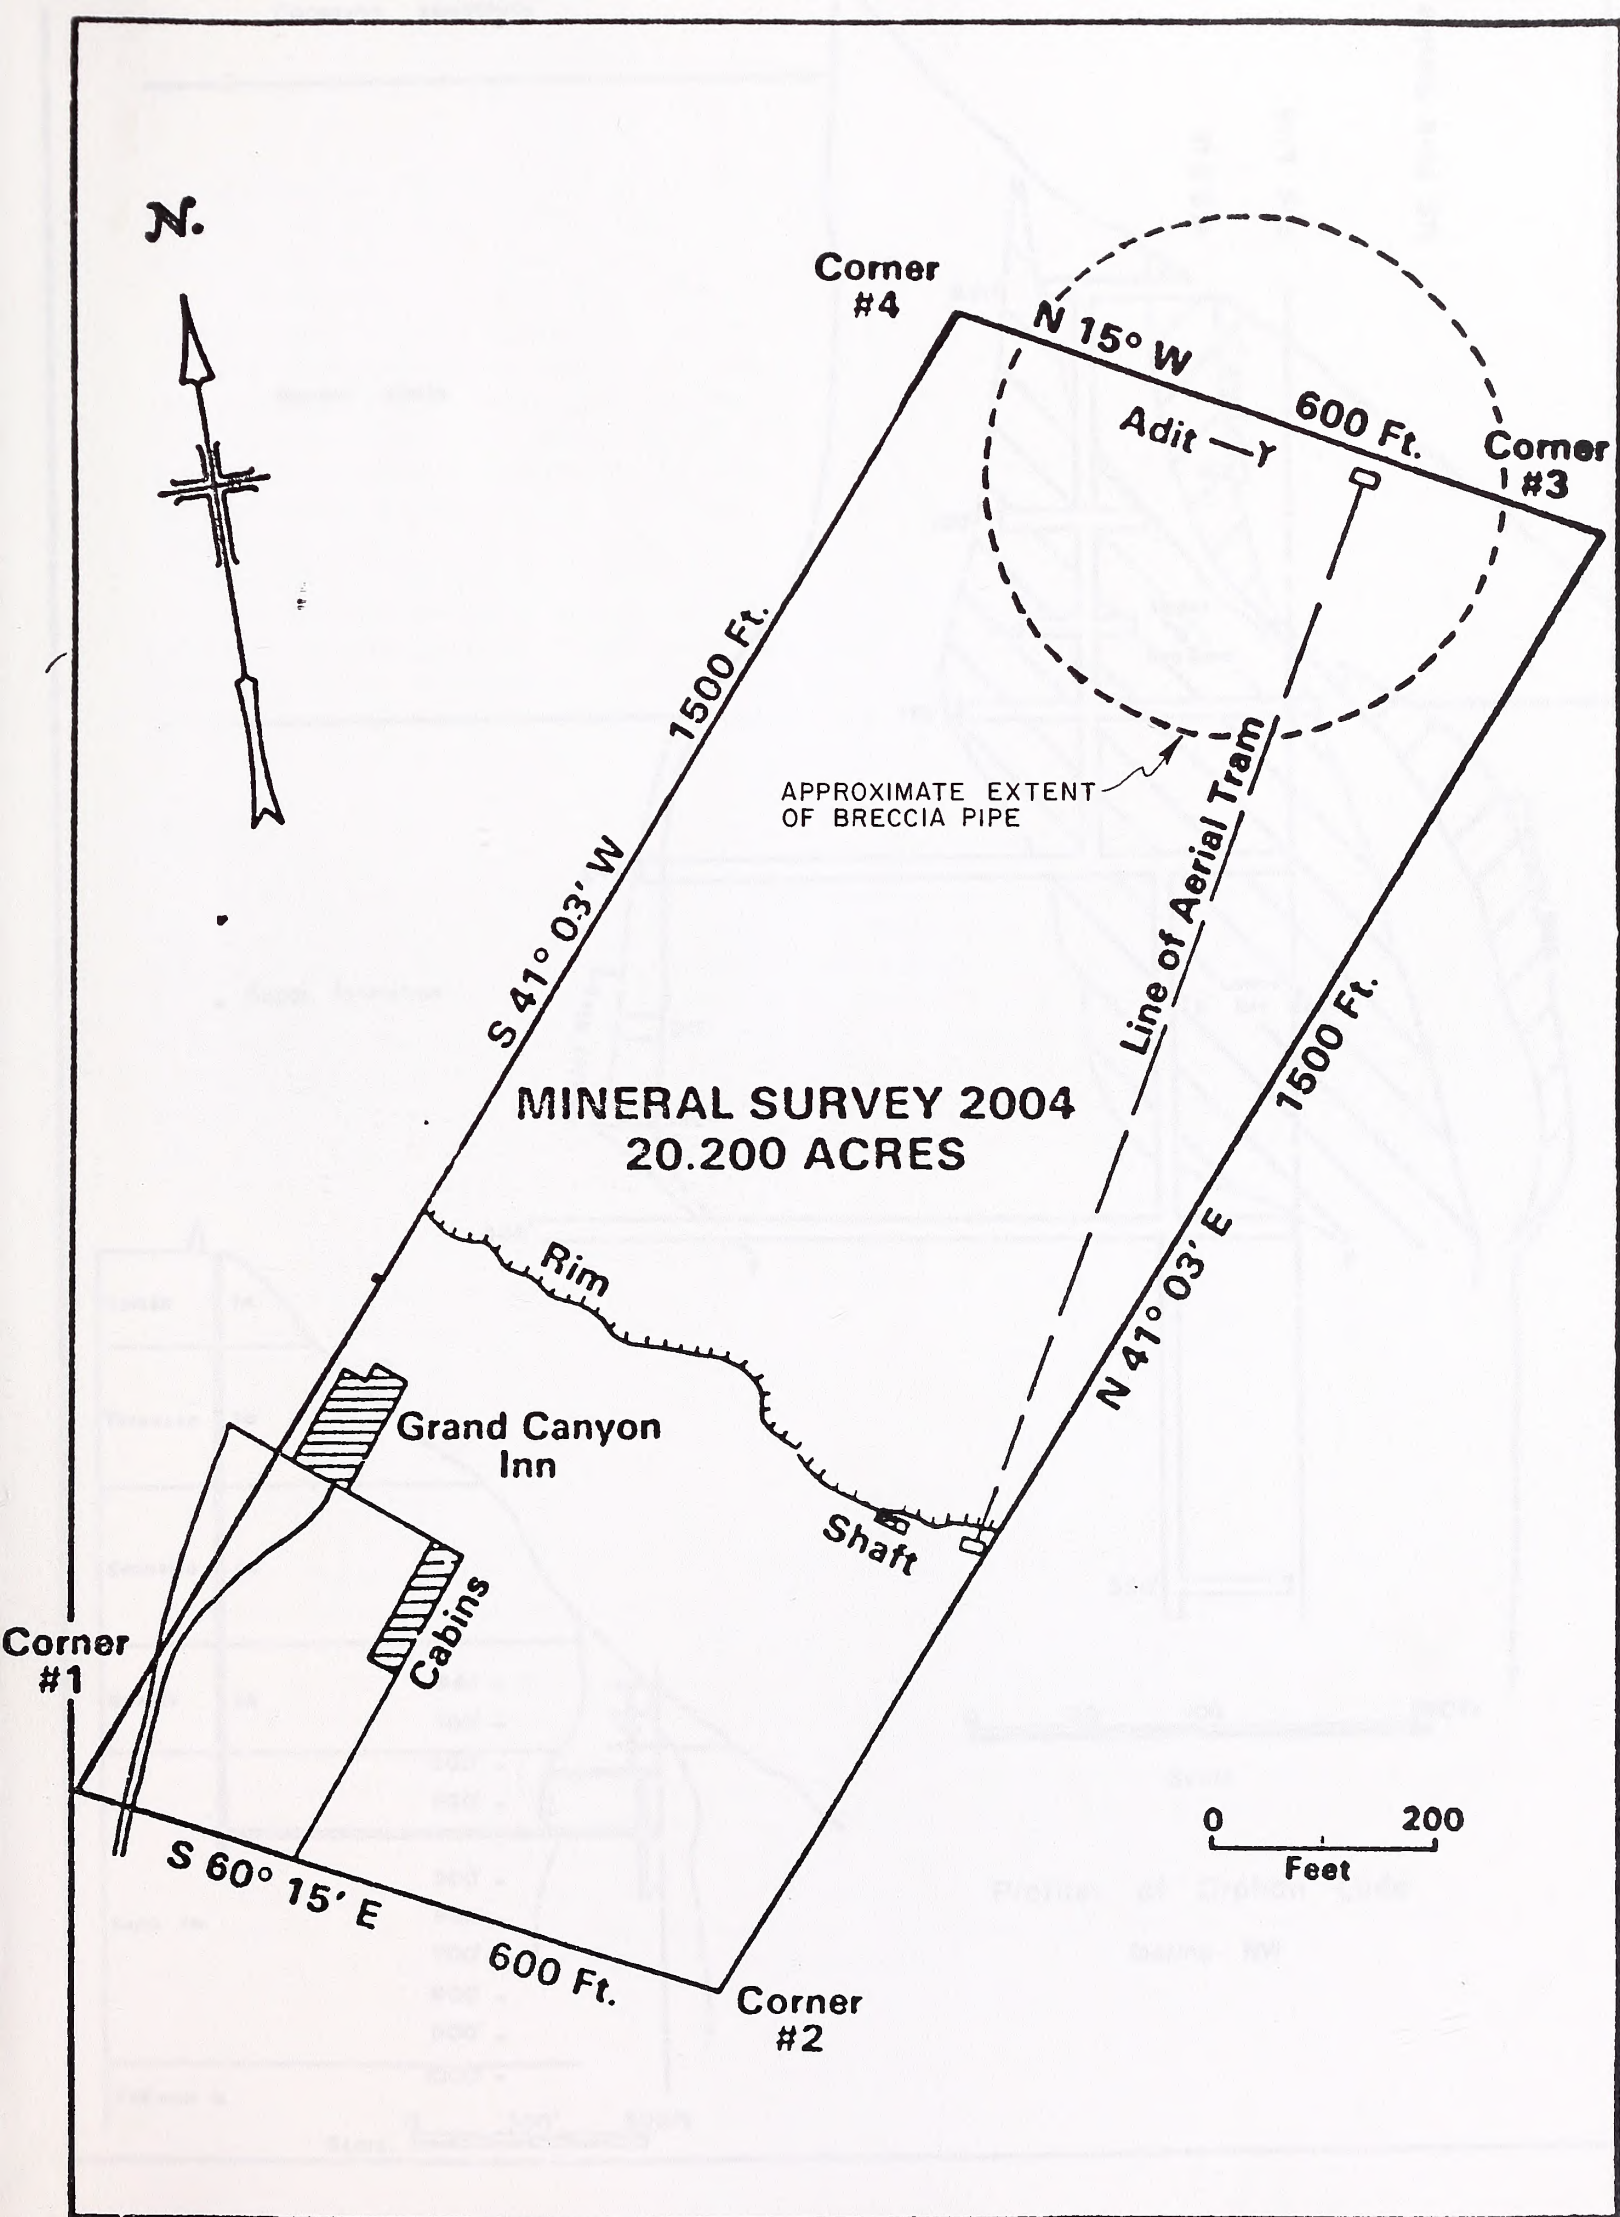 N.
Corner
#4
N 15° W
600 Ft.
Adit
Corner
#3
1500 Ft.
APPROXIMATE EXTENT
OF BRECCIA PIPE
Line of Aerial Tram
S 41° 03' W
1500 Ft.
MINERAL SURVEY 2004
20.200 ACRES
N 41° 03' E
Rim
Grand Canyon
Inn
Shaft
Cabins
Corner
#1
0 200
Feet
S 60° 15' E
600 Ft.
Corner
#2